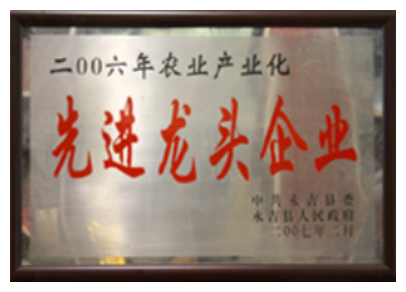 二00六年农业产业化
先进龙头企业
中共永吉县委
永吉县人民政府
二00七年二月